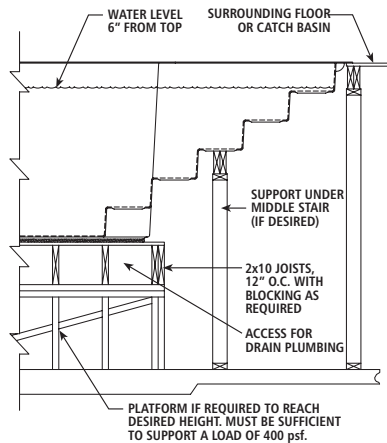 WATER LEVEL
6" FROM TOP
SURROUNDING FLOOR
OR CATCH BASIN
SUPPORT UNDER
MIDDLE STAIR
(IF DESIRED)
2x10 JOISTS,
12" O.C. WITH
BLOCKING AS
REQUIRED
ACCESS FOR
DRAIN PLUMBING
PLATFORM IF REQUIRED TO REACH
DESIRED HEIGHT. MUST BE SUFFICIENT
TO SUPPORT A LOAD OF 400 psf.